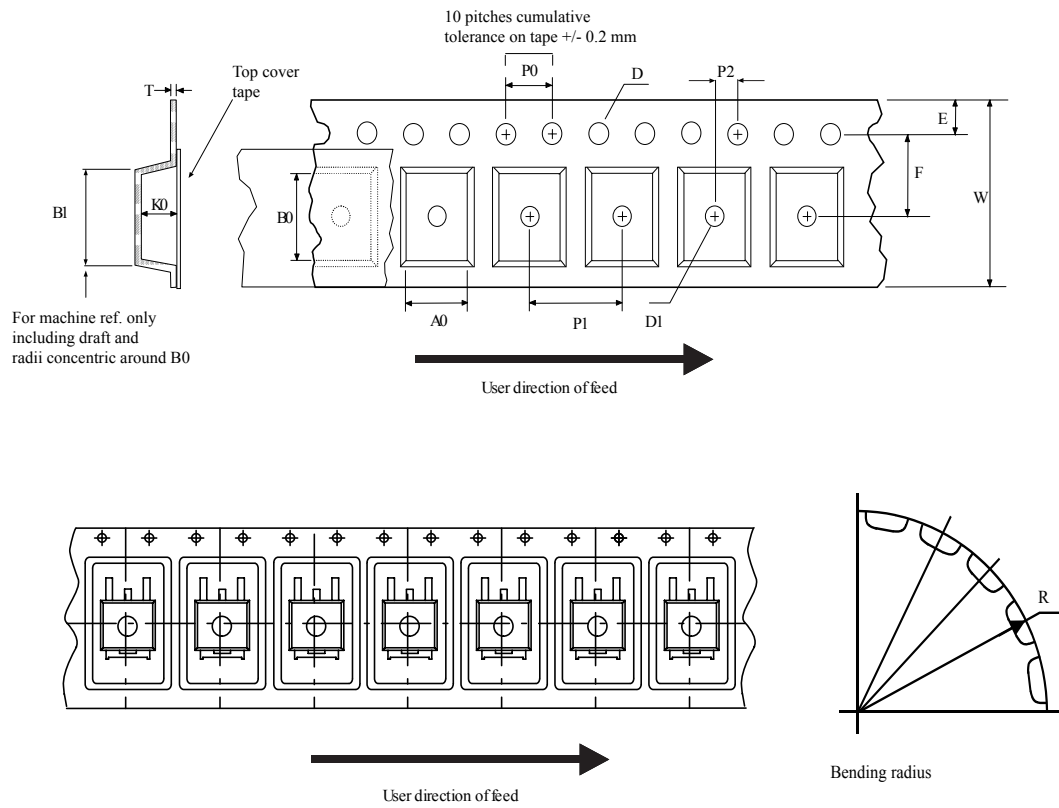 10 pitches cumulative
tolerance on tape +/- 0.2 mm
Top cover
tape
T
P0
D
P2
E
F
W
B1
K0
B0
A0
P1
D1
For machine ref. only
including draft and
radii concentric around B0
User direction of feed
R
Bending radius
User direction of feed